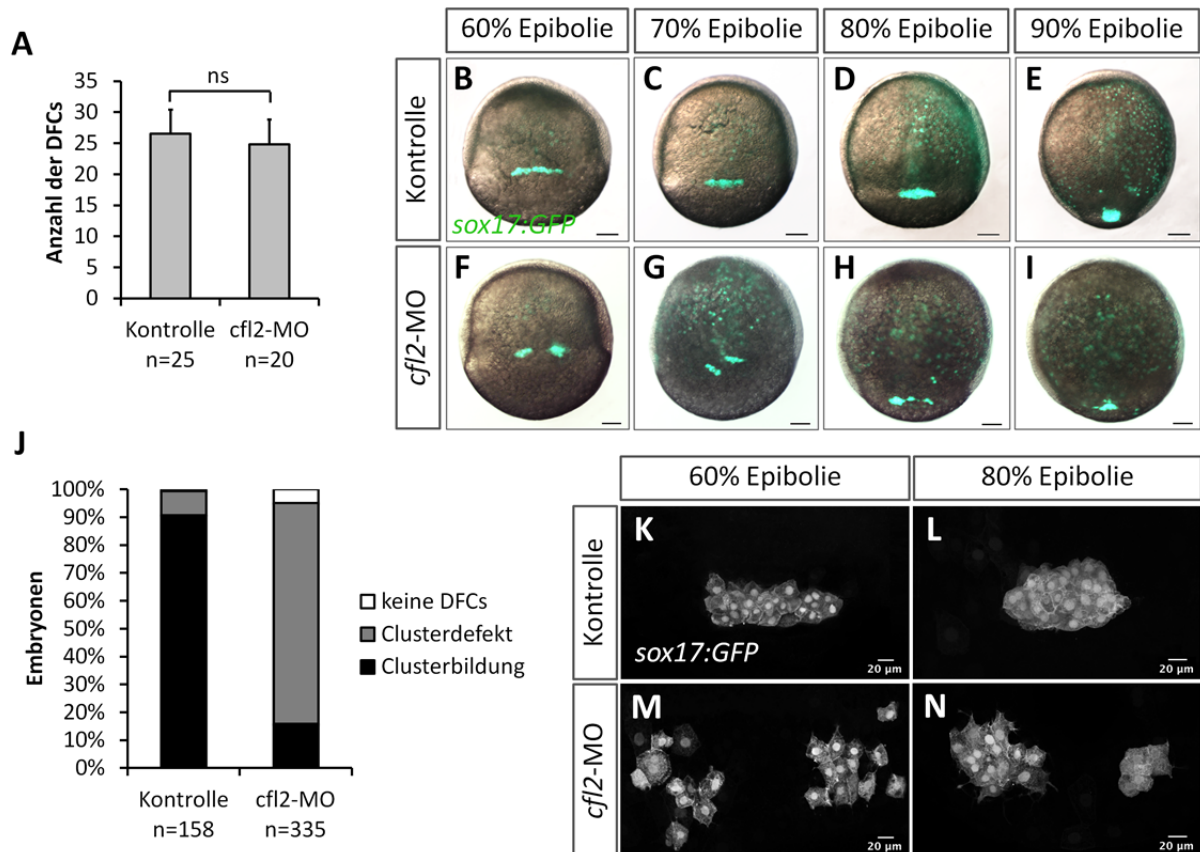 A
Anzahl der DFCs
35
30
25
20
15
10
5
0
ns
Kontrolle
n=25
cfl2-MO
n=20
60% Epibolie
70% Epibolie
80% Epibolie
90% Epibolie
Kontrolle
B
sox17:GFP
C
D
E
cfl2-MO
F
G
H
I
J
Embryonen
100%
90%
80%
70%
60%
50%
40%
30%
20%
10%
0%
Kontrolle
n=158
cfl2-MO
n=335
keine DFCs
Clusterdefekt
Clusterbildung
60% Epibolie
80% Epibolie
Kontrolle
K
sox17:GFP
20 µm
L
20 µm
cfl2-MO
M
20 µm
N
20 µm